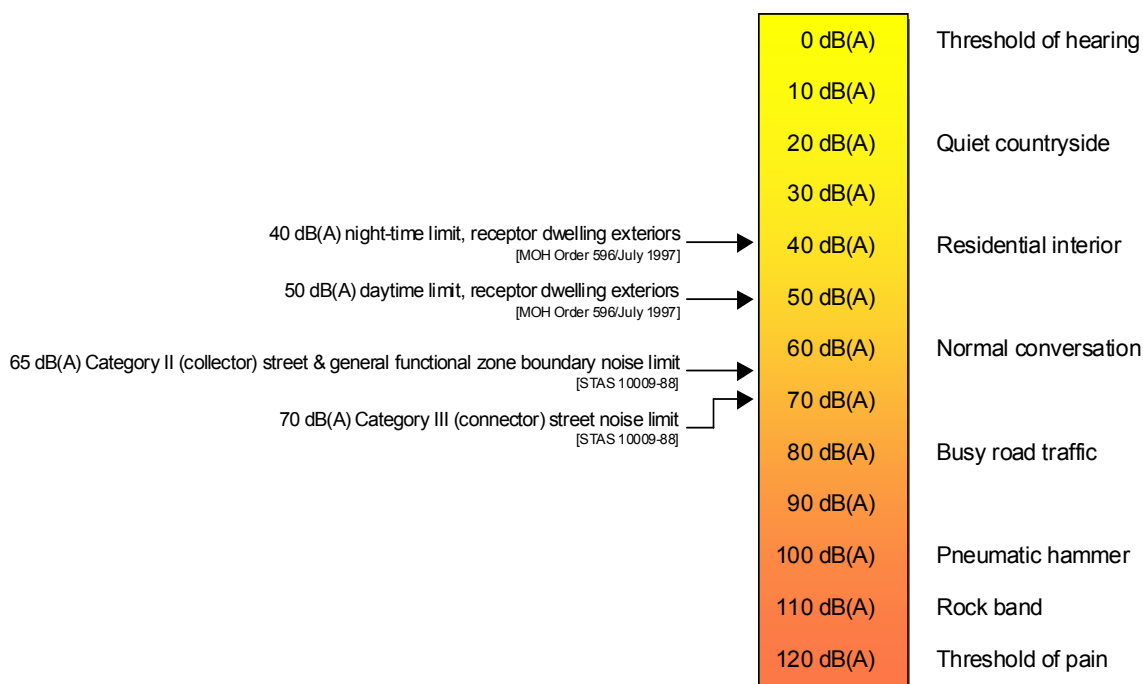 0 dB(A) Threshold of hearing
10 dB(A)
20 dB(A) Quiet countryside
30 dB(A)
40 dB(A) night-time limit, receptor dwelling exteriors
[MOH Order 596/July 1997]
40 dB(A) Residential interior
50 dB(A) daytime limit, receptor dwelling exteriors
[MOH Order 596/July 1997]
50 dB(A)
60 dB(A) Normal conversation
65 dB(A) Category II (collector) street & general functional zone boundary noise limit
[STAS 10009-88]
70 dB(A)
70 dB(A) Category III (connector) street noise limit
[STAS 10009-88]
80 dB(A) Busy road traffic
90 dB(A)
100 dB(A) Pneumatic hammer
110 dB(A) Rock band
120 dB(A) Threshold of pain